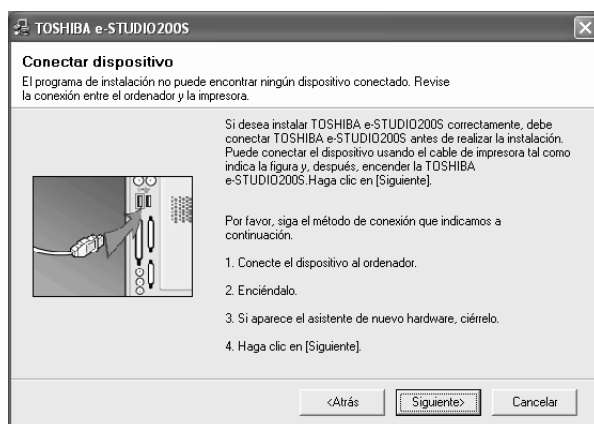 TOSHIBA e-STUDIO200S
Conectar dispositivo
El programa de instalación no puede encontrar ningún dispositivo conectado. Revise
la conexión entre el ordenador y la impresora.
Si desea instalar TOSHIBA e-STUDIO200S correctamente, debe
conectar TOSHIBA e-STUDIO200S antes de realizar la instalación.
Puede conectar el dispositivo usando el cable de impresora tal como
indica la figura y, después, encender la TOSHIBA
e-STUDIO200S.Haga clic en [Siguiente].
Por favor, siga el método de conexión que indicamos a
continuación.
1. Conecte el dispositivo al ordenador.
2. Enciéndalo.
3. Si aparece el asistente de nuevo hardware, ciérrelo.
4. Haga clic en [Siguiente].
<Atrás
Siguiente>
Cancelar